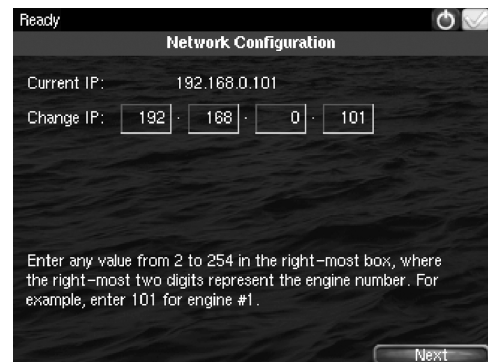 Ready
Network Configuration
Current IP: 192.168.0.101
Change IP: 192 . 168 . 0 . 101
Enter any value from 2 to 254 in the right-most box, where
the right-most two digits represent the engine number. For
example, enter 101 for engine #1.
Next